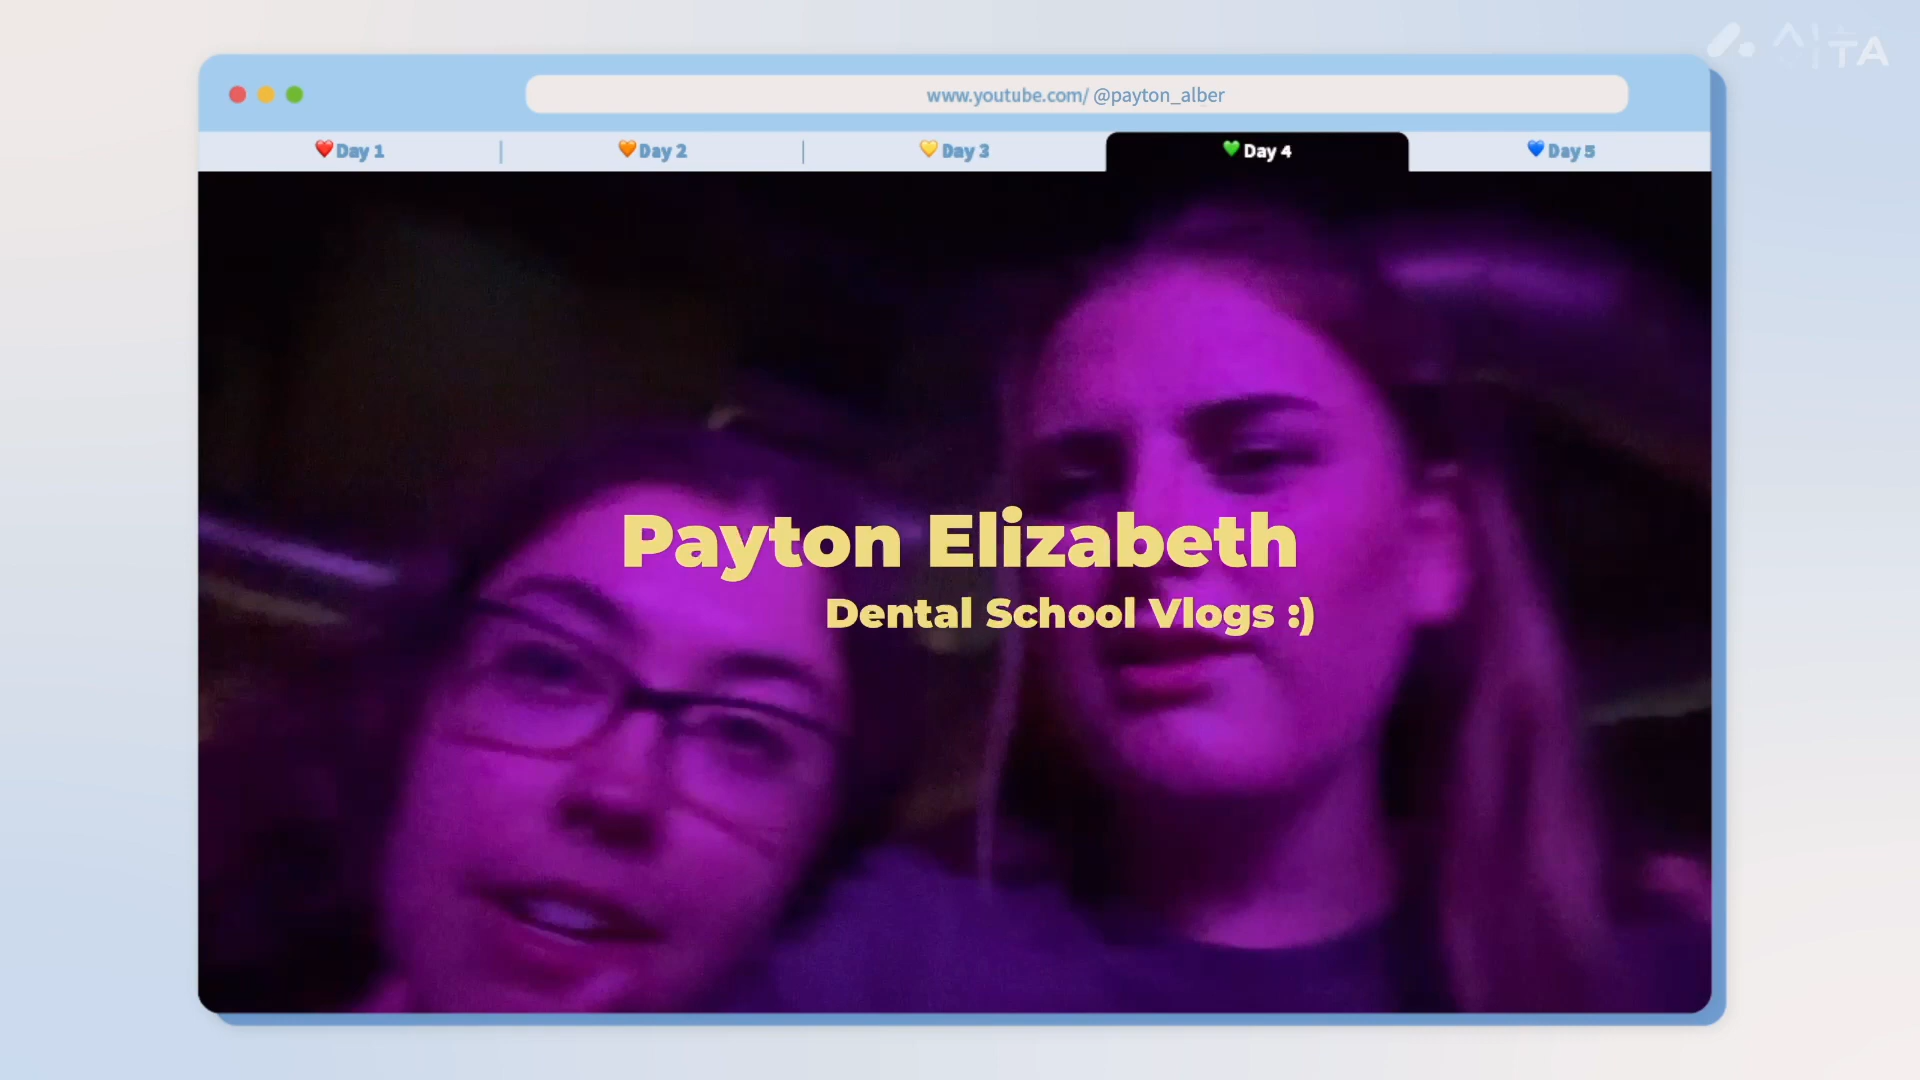 www.youtube.com/ @payton_alber
❤️Day 1
🧡Day 2
💛Day 3
💚Day 4
💙Day 5
Payton Elizabeth
Dental School Vlogs :)